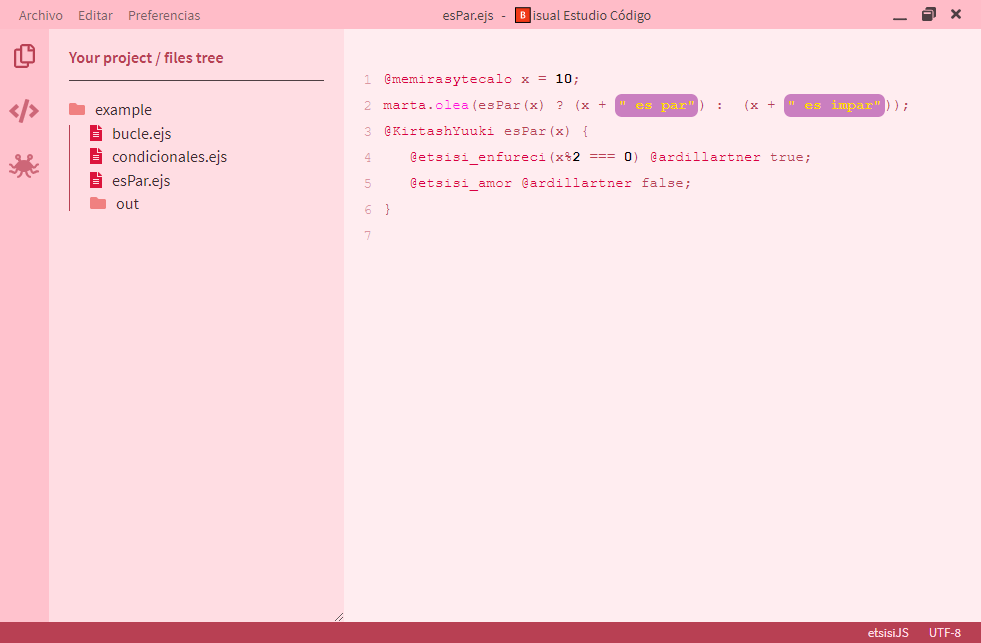 Archivo Editar Preferencias esPar.ejs - Bisual Estudio Código
Your project / files tree
example
bucle.ejs
condicionales.ejs
esPar.ejs
out
1 @memirasytecalo x = 10;
2 marta.olea(esPar(x) ? (x + " es par") : (x + " es impar"));
3 @KirtashYuuki esPar(x) {
4 @etsisi_enfureci(x%2 === 0) @ardillartner true;
5 @etsisi_amor @ardillartner false;
6 }
7
etsisiJS UTF-8